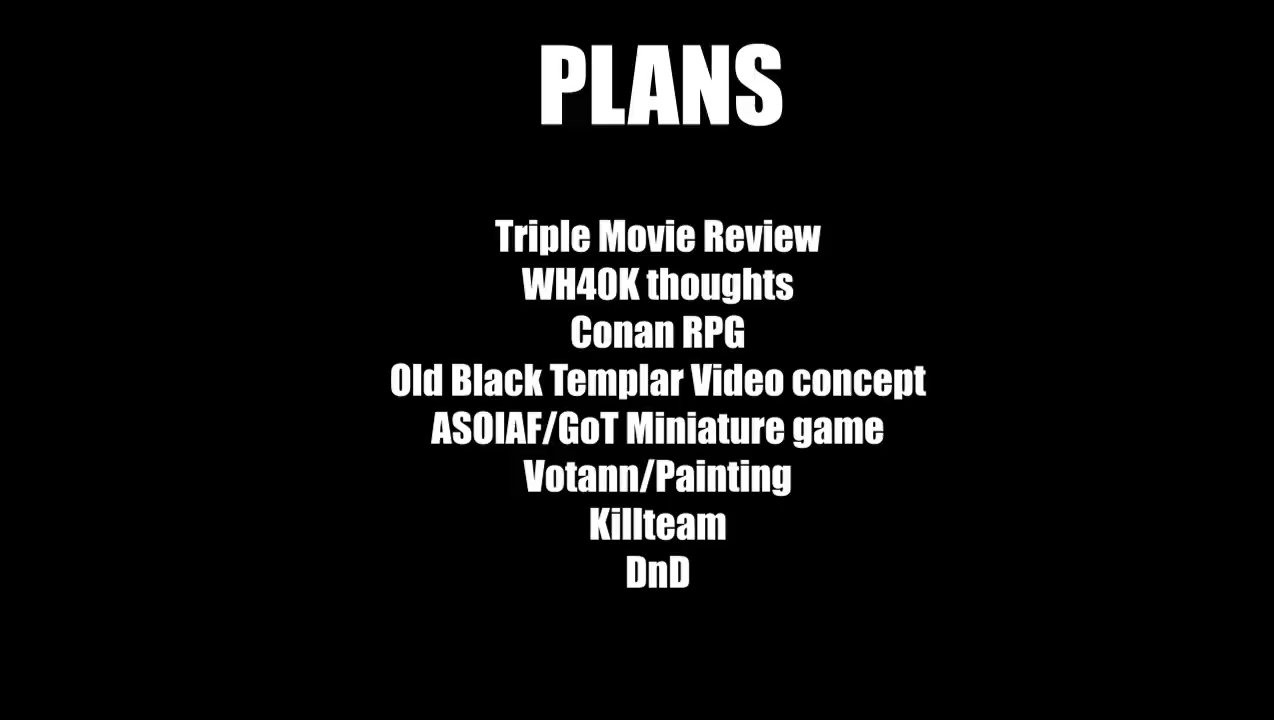 PLANS
Triple Movie Review
WH40K thoughts
Conan RPG
Old Black Templar Video concept
ASOIAF/GoT Miniature game
Votann/Painting
Killteam
DnD